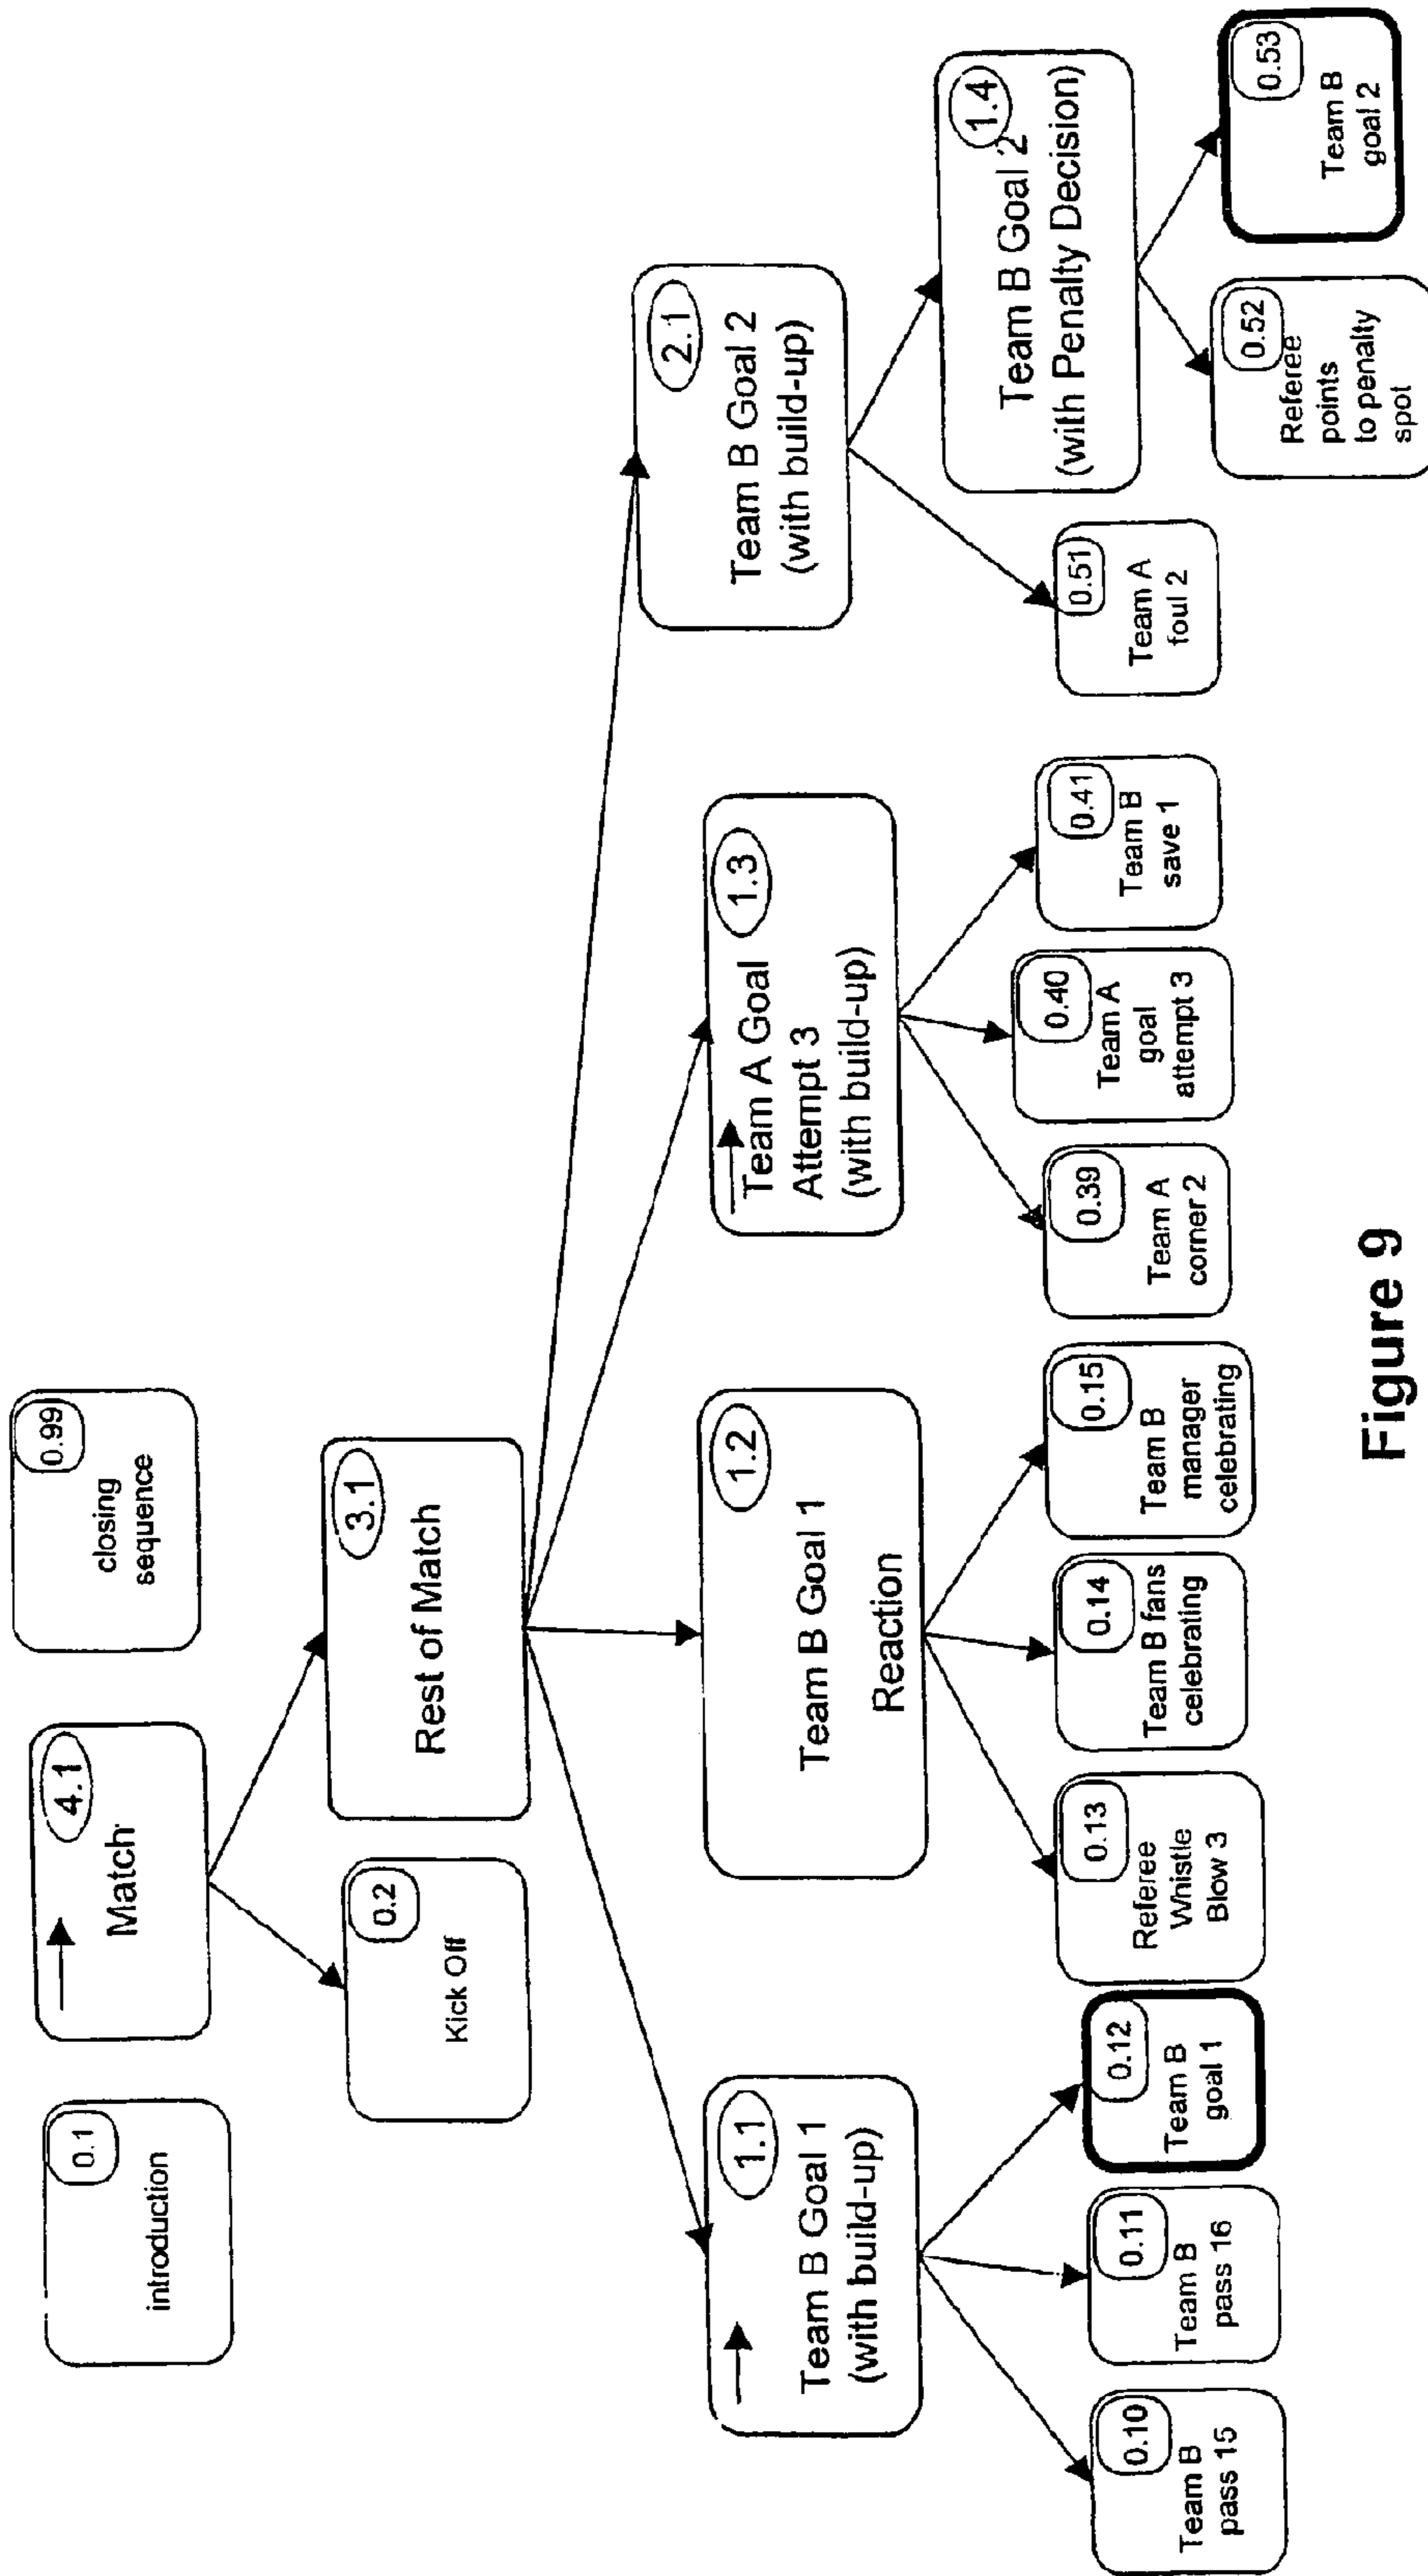 0.1
introduction
4.1
Match
0.99
closing
sequence
0.2
Kick Off
3.1
Rest of Match
1.1
Team B Goal 1
(with build-up)
1.2
Team B Goal 1
Reaction
1.3
Team A Goal
Attempt 3
(with build-up)
2.1
Team B Goal 2
(with build-up)
1.4
Team B Goal 2
(with Penalty Decision)
0.10
Team B
pass 15
0.11
Team B
pass 16
0.12
Team B
goal 1
0.13
Referee
Whistle
Blow 3
0.14
Team B fans
celebrating
0.15
Team B
manager
celebrating
0.39
Team A
corner 2
0.40
Team A
goal
attempt 3
0.41
Team B
save 1
0.51
Team A
foul 2
0.52
Referee
points
to penalty
spot
0.53
Team B
goal 2
Figure 9